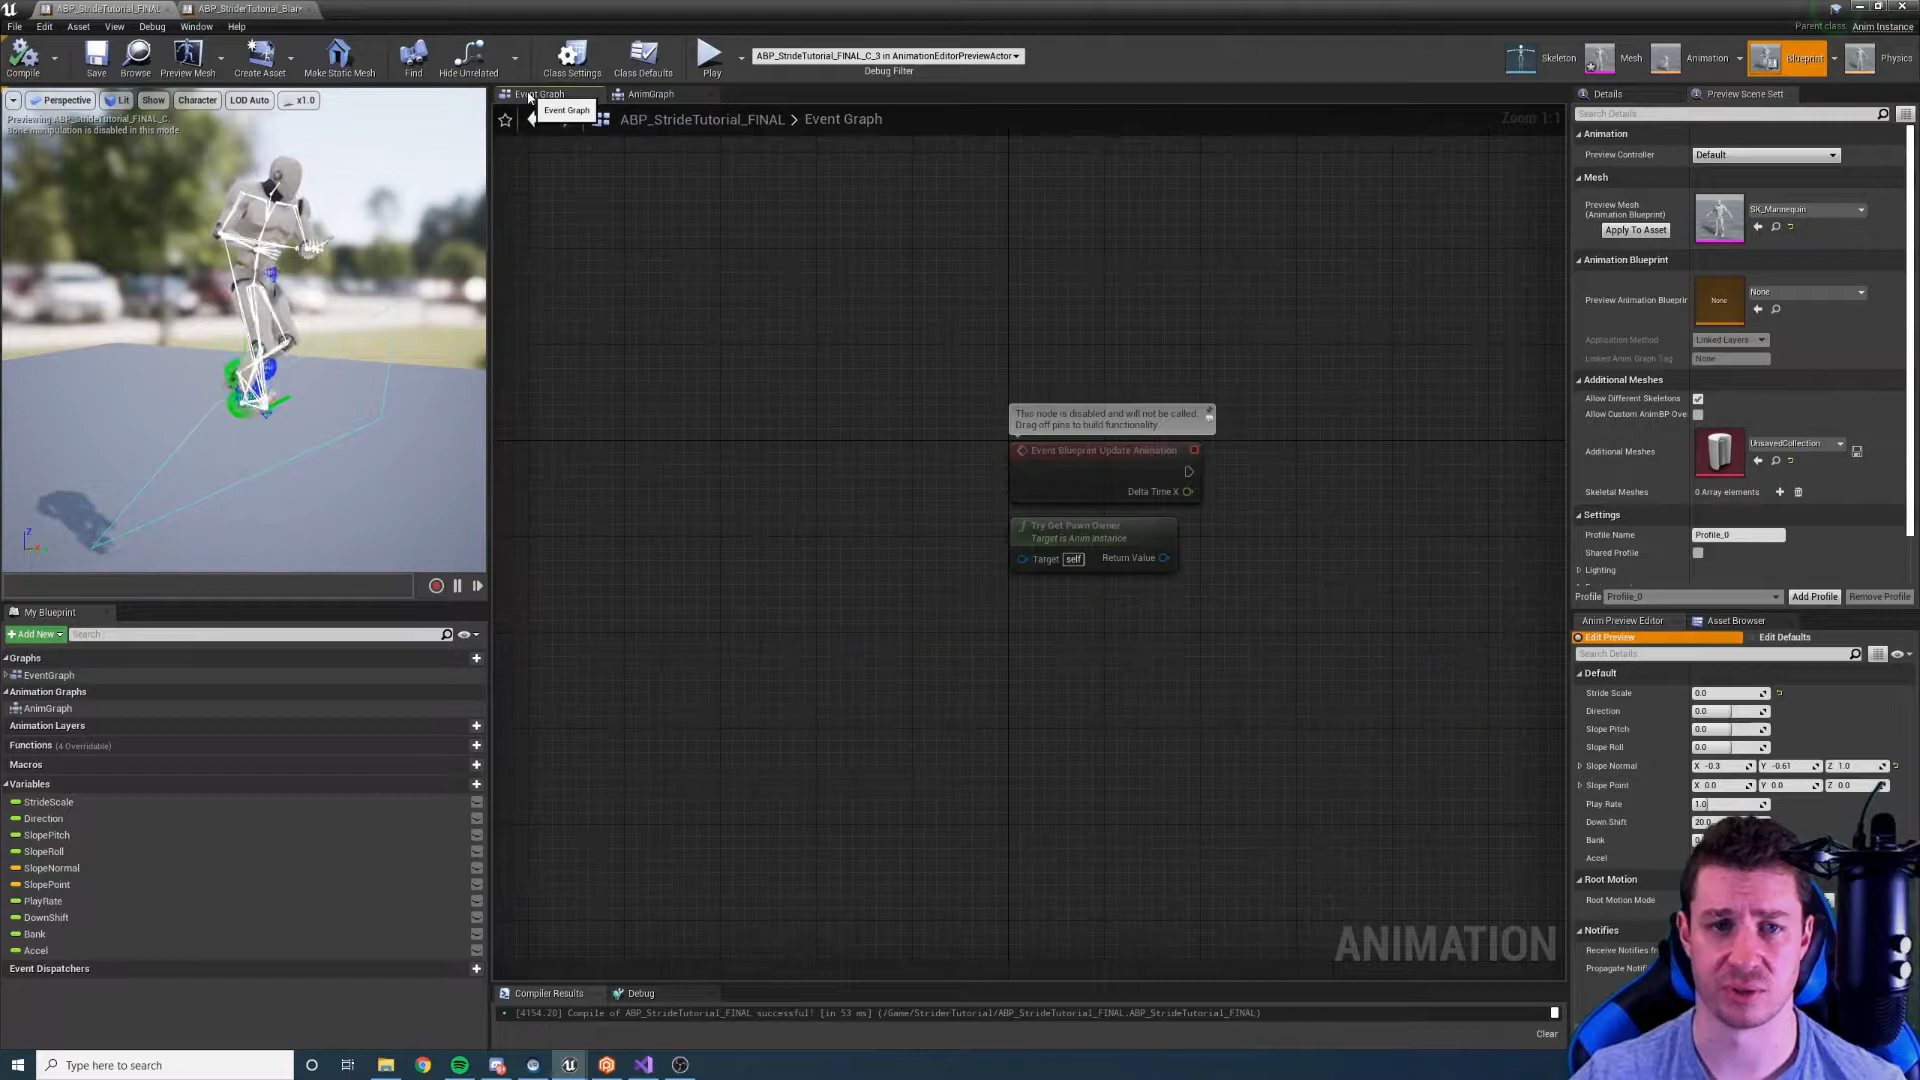 ABP_StrideTutorial_FINAL
ABP_StriderTutorial_Blan*
File
Edit
Asset
View
Debug
Window
Help
Parent class: Anim Instance
Compile
Save
Browse
Preview Mesh
Create Asset
Make Static Mesh
Find
Hide Unrelated
Class Settings
Class Defaults
Play
ABP_StrideTutorial_FINAL_C_3 in AnimationEditorPreviewActor
Debug Filter
Skeleton
Mesh
Animation
Blueprint
Physics
Perspective
Lit
Show
Character
LOD Auto
x1.0
Previewing ABP_StrideTutorial_FINAL_C.
Bone manipulation is disabled in this mode.
Event Graph
AnimGraph
Event Graph
ABP_StrideTutorial_FINAL > Event Graph
Zoom 1:1
This node is disabled and will not be called.
Drag off pins to build functionality.
Event Blueprint Update Animation
Delta Time X
Try Get Pawn Owner
Target is Anim Instance
Target self
Return Value
ANIMATION
My Blueprint
Add New
Search
Graphs
EventGraph
Animation Graphs
AnimGraph
Animation Layers
Functions (4 Overridable)
Macros
Variables
StrideScale
Direction
SlopePitch
SlopeRoll
SlopeNormal
SlopePoint
PlayRate
DownShift
Bank
Accel
Event Dispatchers
Compiler Results
Debug
[4154.20] Compile of ABP_StrideTutorial_FINAL successful! [in 53 ms] (/Game/StriderTutorial/ABP_StrideTutorial_FINAL.ABP_StrideTutorial_FINAL)
Clear
Details
Preview Scene Sett
Search Details
Animation
Preview Controller
Default
Mesh
Preview Mesh
(Animation Blueprint)
Apply To Asset
SK_Mannequin
Animation Blueprint
Preview Animation Blueprir
None
None
Application Method
Linked Layers
Linked Anim Graph Tag
None
Additional Meshes
Allow Different Skeletons
Allow Custom AnimBP Ove
Additional Meshes
UnsavedCollection
Skeletal Meshes
0 Array elements
Settings
Profile Name
Profile_0
Shared Profile
Lighting
Profile
Profile_0
Add Profile
Remove Profile
Anim Preview Editor
Asset Browser
Edit Preview
Edit Defaults
Search Details
Default
Stride Scale 0.0
Direction 0.0
Slope Pitch 0.0
Slope Roll 0.0
Slope Normal X -0.3 Y -0.61 Z 1.0
Slope Point X 0.0 Y 0.0 Z 0.0
Play Rate 1.0
Down Shift 20.0
Bank
Accel
Root Motion
Root Motion Mode
Notifies
Receive Notifies fr
Propagate Notif
Type here to search